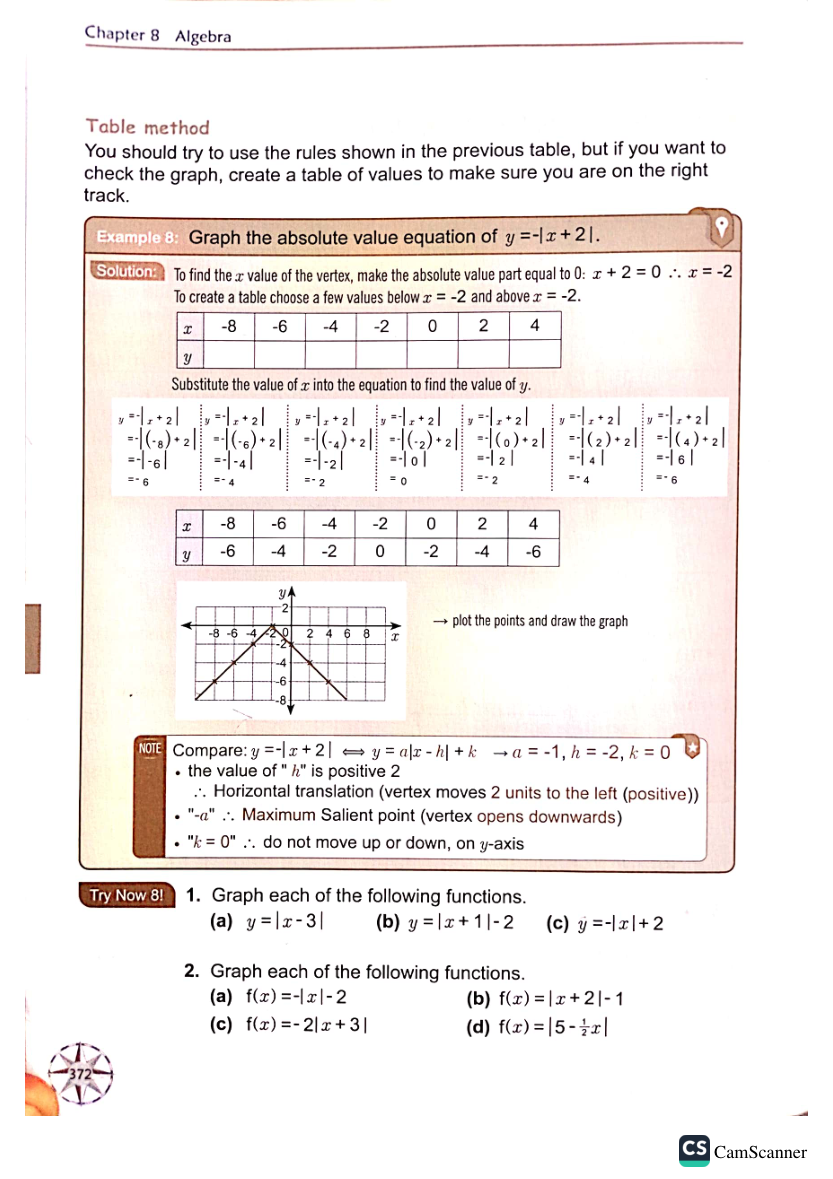 Chapter 8 Algebra
Table method
You should try to use the rules shown in the previous table, but if you want to
check the graph, create a table of values to make sure you are on the right
track.
Example 8: Graph the absolute value equation of y =-|x + 2|.
Solution: To find the x value of the vertex, make the absolute value part equal to 0: x + 2 = 0 ∴ x = -2
To create a table choose a few values below x = -2 and above x = -2.
x -8 -6 -4 -2 0 2 4
y
Substitute the value of x into the equation to find the value of y.
y =-|x + 2| y =-|x + 2| y =-|x + 2| y =-|x + 2| y =-|x + 2| y =-|x + 2| y =-|x + 2|
=-|(-8) + 2| =-|(-6) + 2| =-|(-4) + 2| =-|(-2) + 2| =-|(0) + 2| =-|(2) + 2| =-|(4) + 2|
=-|-6| =-|-4| =-|-2| =-|0| =-|2| =-|4| =-|6|
=-6 =-4 =-2 =0 =-2 =-4 =-6
x -8 -6 -4 -2 0 2 4
y -6 -4 -2 0 -2 -4 -6
y
2
→ plot the points and draw the graph
-8 -6 -4 -2 0 2 4 6 8 x
-2
-4
-6
-8
NOTE Compare: y =-|x + 2| ⟺ y = a|x - h| + k → a = -1, h = -2, k = 0
• the value of " h" is positive 2
∴ Horizontal translation (vertex moves 2 units to the left (positive))
• "-a" ∴ Maximum Salient point (vertex opens downwards)
• "k = 0" ∴ do not move up or down, on y-axis
Try Now 8! 1. Graph each of the following functions.
(a) y = |x - 3| (b) y = |x + 1| - 2 (c) y =-|x| + 2
2. Graph each of the following functions.
(a) f(x) =-|x| - 2 (b) f(x) = |x + 2| - 1
(c) f(x) =- 2|x + 3| (d) f(x) = |5 - ½x|
372
CS CamScanner